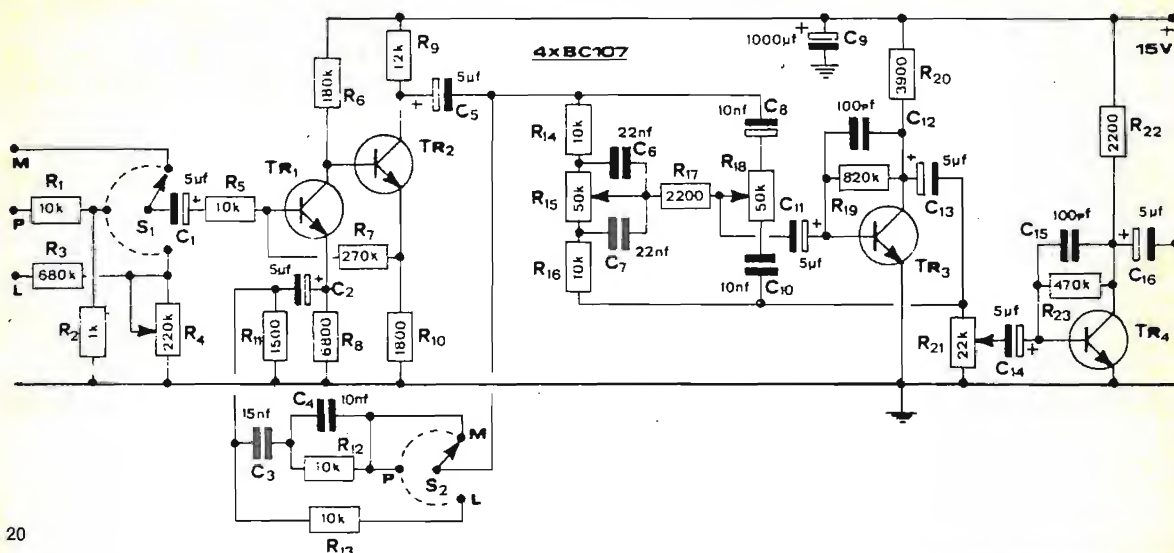 4xBC107
1000µf
C9
15V
+
R9
12k
R6
180k
5µf
+
C5
TR2
TR1
M
R1
10k
P
R3
680k
L
S1
5µf
+
C1
R5
10k
R7
270k
R2
1k
R4
220k
5µf
+
C2
R11
1500
R8
6800
R10
1800
R14
10k
22nf
C6
R15
50k
R17
2200
C7
22nf
R16
10k
10nf
C8
R18
50k
C11
5µf
+
10nf
C10
100pf
C12
820k
R19
R20
3900
+
5µf
C13
TR3
R21
22k
5µf
C14
+
R22
2200
100pf
C15
470k
R23
+
5µf
C16
TR4
15nf
C3
C4
10nf
R12
10k
P
M
S2
L
10k
R13
20